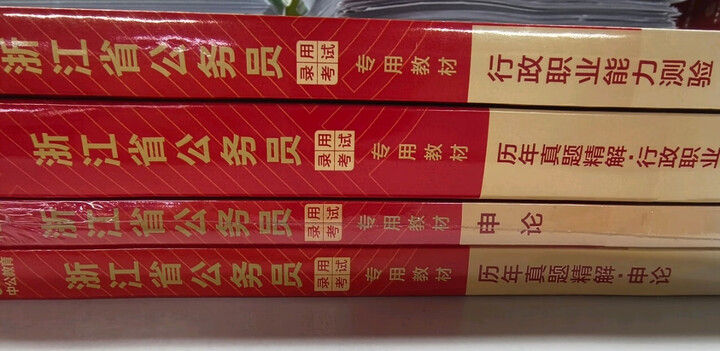 浙江省公务员录用考试专用教材 行政职业能力测验
浙江省公务员录用考试专用教材 历年真题精解·行政职业
浙江省公务员录用考试专用教材 申论
中公教育 浙江省公务员录用考试专用教材 历年真题精解·申论